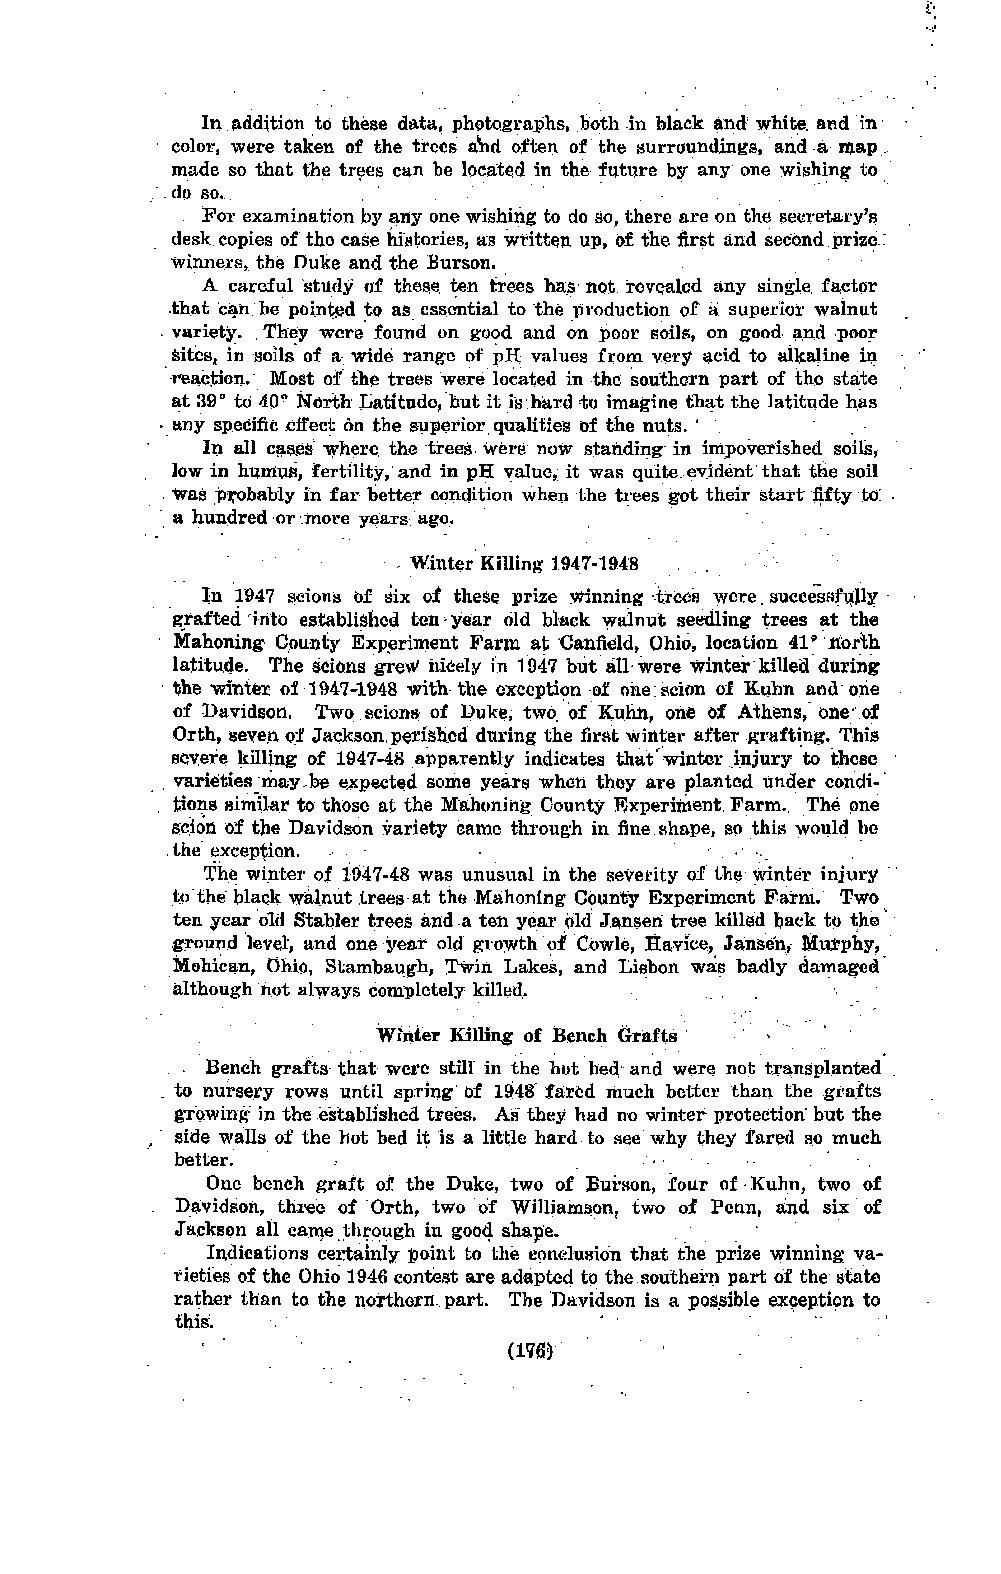 In addition to these data, photographs, both in black and white and in
color, were taken of the trees and often of the surroundings, and a map
made so that the trees can be located in the future by any one wishing to
do so.
For examination by any one wishing to do so, there are on the secretary's
desk copies of the case histories, as written up, of the first and second prize
winners, the Duke and the Burson.
A careful study of these ten trees has not revealed any single factor
that can be pointed to as essential to the production of a superior walnut
variety. They were found on good and on poor soils, on good and poor
sites, in soils of a wide range of pH values from very acid to alkaline in
reaction. Most of the trees were located in the southern part of the state
at 39° to 40° North Latitude, but it is hard to imagine that the latitude has
any specific effect on the superior qualities of the nuts.
In all cases where the trees were now standing in impoverished soils,
low in humus, fertility, and in pH value, it was quite evident that the soil
was probably in far better condition when the trees got their start fifty to
a hundred or more years ago.
Winter Killing 1947-1948
In 1947 scions of six of these prize winning trees were successfully
grafted into established ten year old black walnut seedling trees at the
Mahoning County Experiment Farm at Canfield, Ohio, location 41° north
latitude. The scions grew nicely in 1947 but all were winter killed during
the winter of 1947-1948 with the exception of one scion of Kuhn and one
of Davidson. Two scions of Duke, two of Kuhn, one of Athens, one of
Orth, seven of Jackson perished during the first winter after grafting. This
severe killing of 1947-48 apparently indicates that winter injury to these
varieties may be expected some years when they are planted under condi-
tions similar to those at the Mahoning County Experiment Farm. The one
scion of the Davidson variety came through in fine shape, so this would be
the exception.
The winter of 1947-48 was unusual in the severity of the winter injury
to the black walnut trees at the Mahoning County Experiment Farm. Two
ten year old Stabler trees and a ten year old Jansen tree killed back to the
ground level, and one year old growth of Cowle, Havice, Jansen, Murphy,
Mohican, Ohio, Stambaugh, Twin Lakes, and Lisbon was badly damaged
although not always completely killed.
Winter Killing of Bench Grafts
Bench grafts that were still in the hot bed and were not transplanted
to nursery rows until spring of 1948 fared much better than the grafts
growing in the established trees. As they had no winter protection but the
side walls of the hot bed it is a little hard to see why they fared so much
better.
One bench graft of the Duke, two of Burson, four of Kuhn, two of
Davidson, three of Orth, two of Williamson, two of Penn, and six of
Jackson all came through in good shape.
Indications certainly point to the conclusion that the prize winning va-
rieties of the Ohio 1946 contest are adapted to the southern part of the state
rather than to the northern part. The Davidson is a possible exception to
this.
(176)